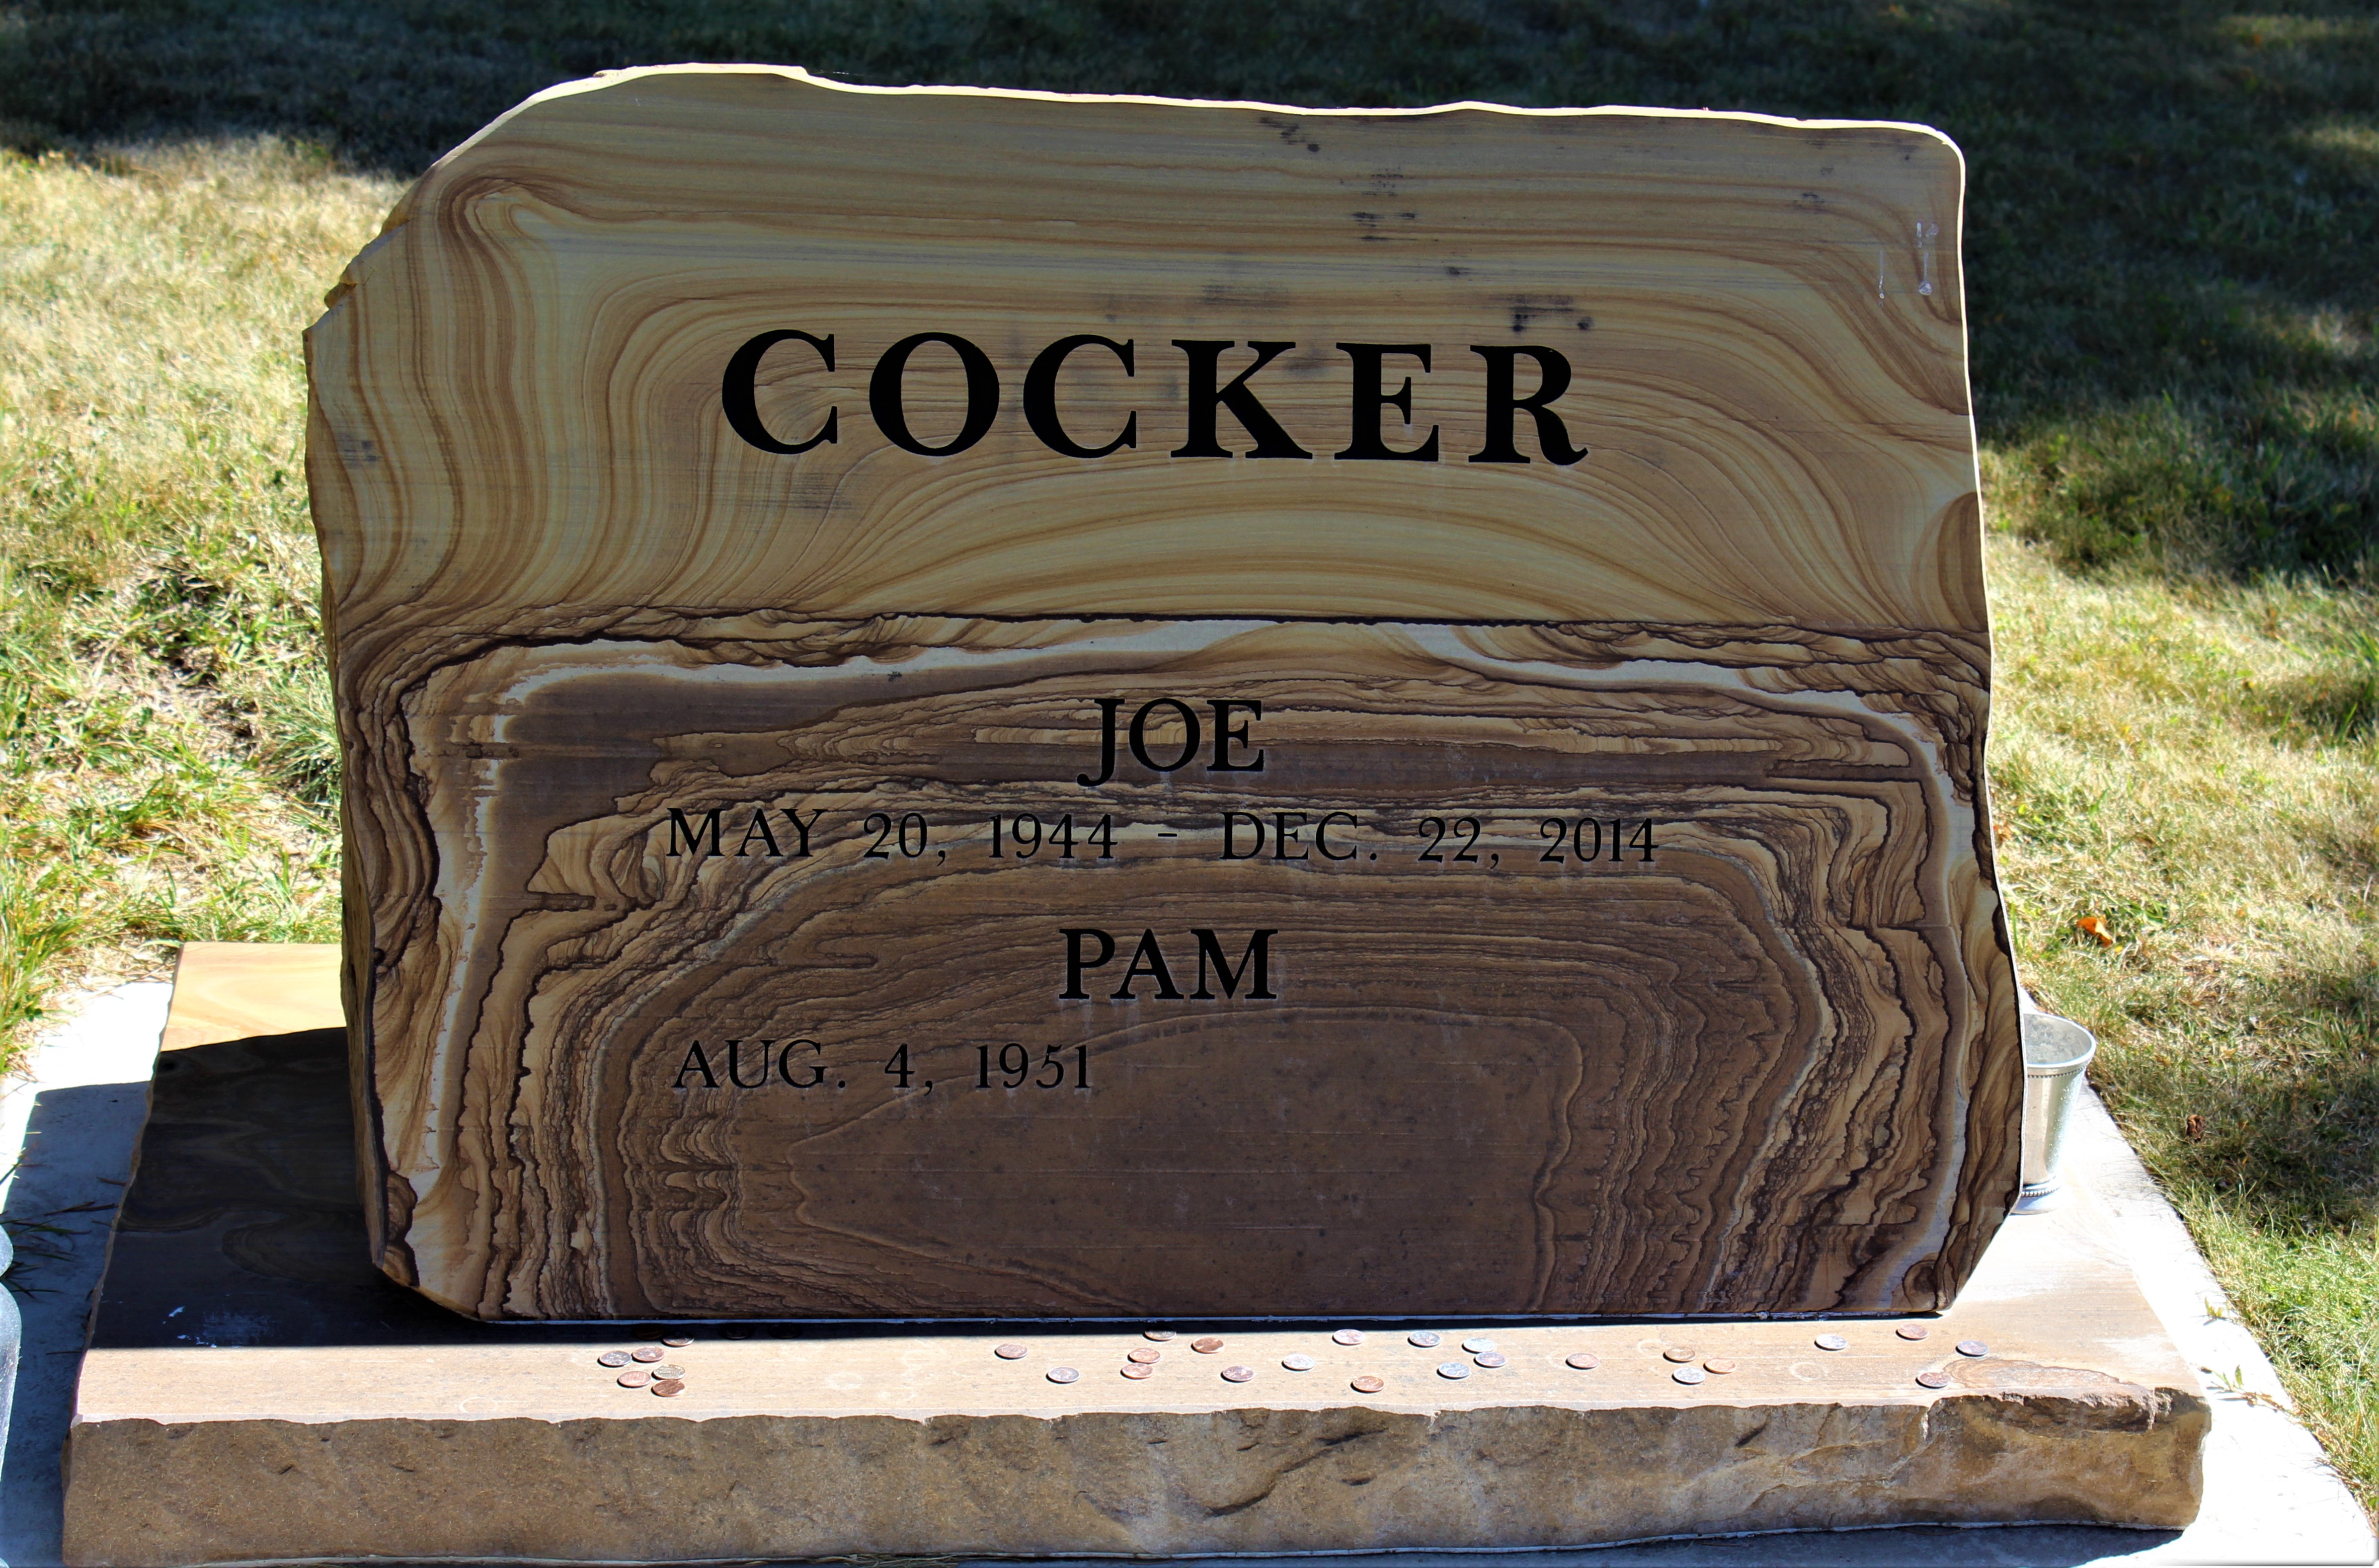 COCKER
JOE
MAY 20, 1944 - DEC. 22, 2014
PAM
AUG. 4, 1951